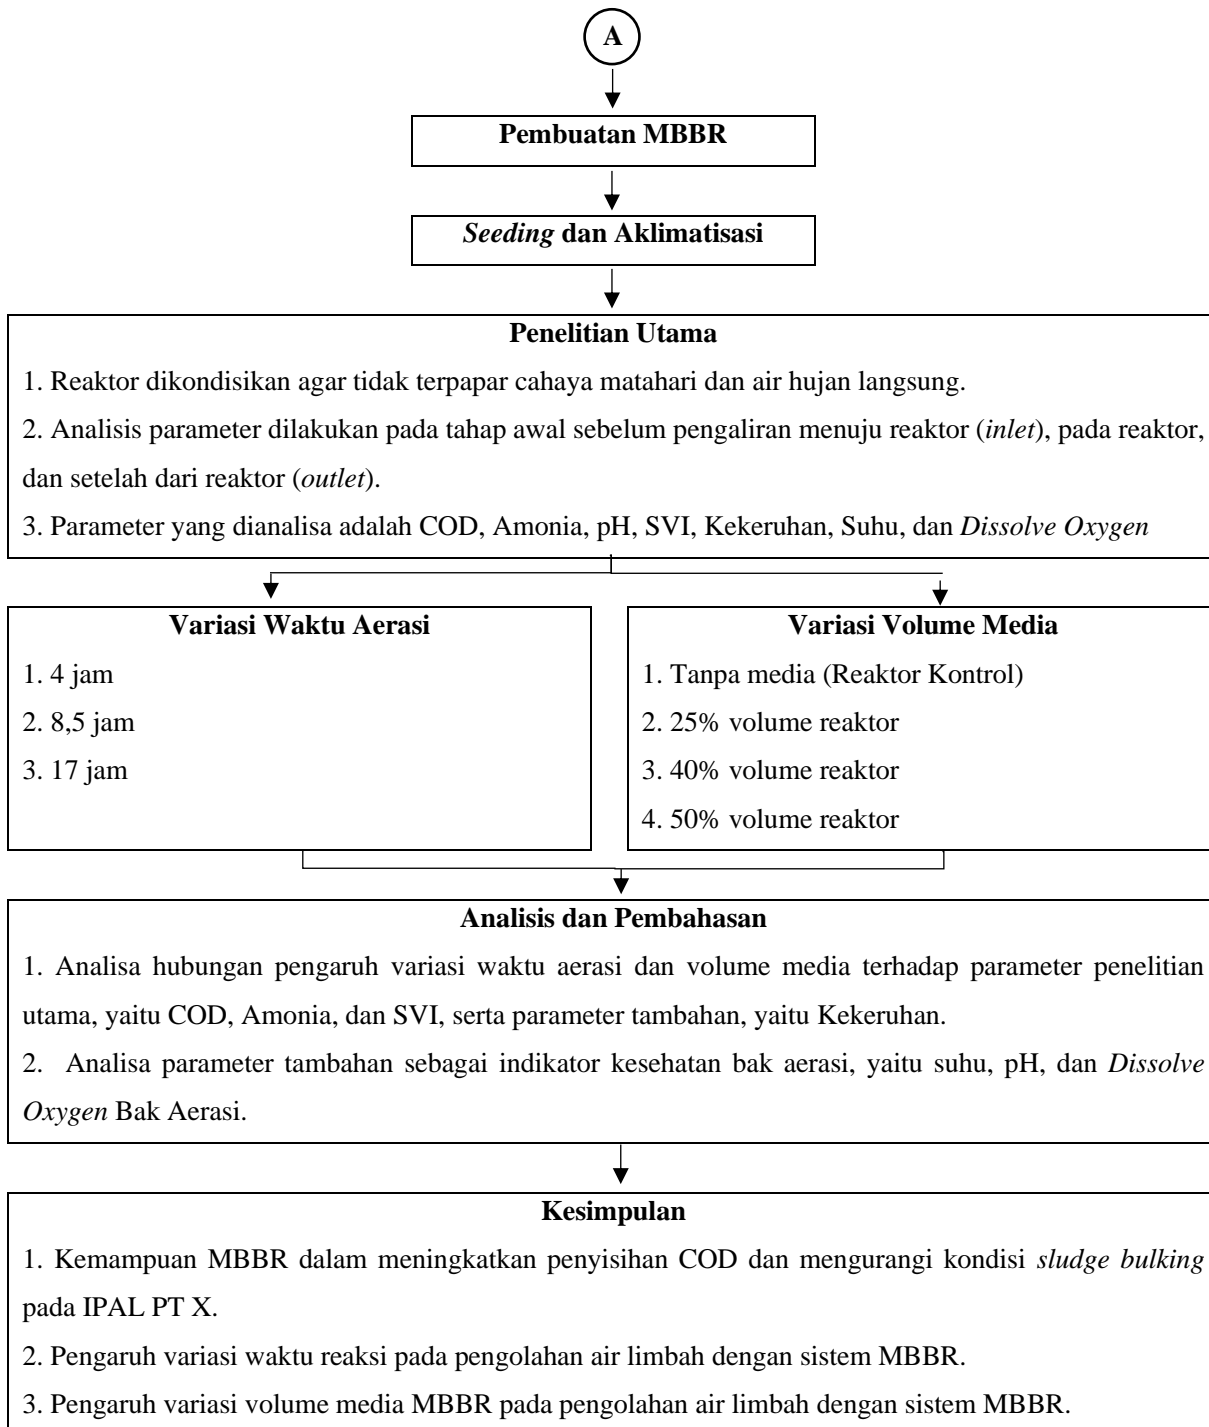 A
Pembuatan MBBR
Seeding dan Aklimatisasi
Penelitian Utama
1. Reaktor dikondisikan agar tidak terpapar cahaya matahari dan air hujan langsung.
2. Analisis parameter dilakukan pada tahap awal sebelum pengaliran menuju reaktor (inlet), pada reaktor,
dan setelah dari reaktor (outlet).
3. Parameter yang dianalisa adalah COD, Amonia, pH, SVI, Kekeruhan, Suhu, dan Dissolve Oxygen
Variasi Waktu Aerasi
1. 4 jam
2. 8,5 jam
3. 17 jam
Variasi Volume Media
1. Tanpa media (Reaktor Kontrol)
2. 25% volume reaktor
3. 40% volume reaktor
4. 50% volume reaktor
Analisis dan Pembahasan
1. Analisa hubungan pengaruh variasi waktu aerasi dan volume media terhadap parameter penelitian
utama, yaitu COD, Amonia, dan SVI, serta parameter tambahan, yaitu Kekeruhan.
2. Analisa parameter tambahan sebagai indikator kesehatan bak aerasi, yaitu suhu, pH, dan Dissolve
Oxygen Bak Aerasi.
Kesimpulan
1. Kemampuan MBBR dalam meningkatkan penyisihan COD dan mengurangi kondisi sludge bulking
pada IPAL PT X.
2. Pengaruh variasi waktu reaksi pada pengolahan air limbah dengan sistem MBBR.
3. Pengaruh variasi volume media MBBR pada pengolahan air limbah dengan sistem MBBR.